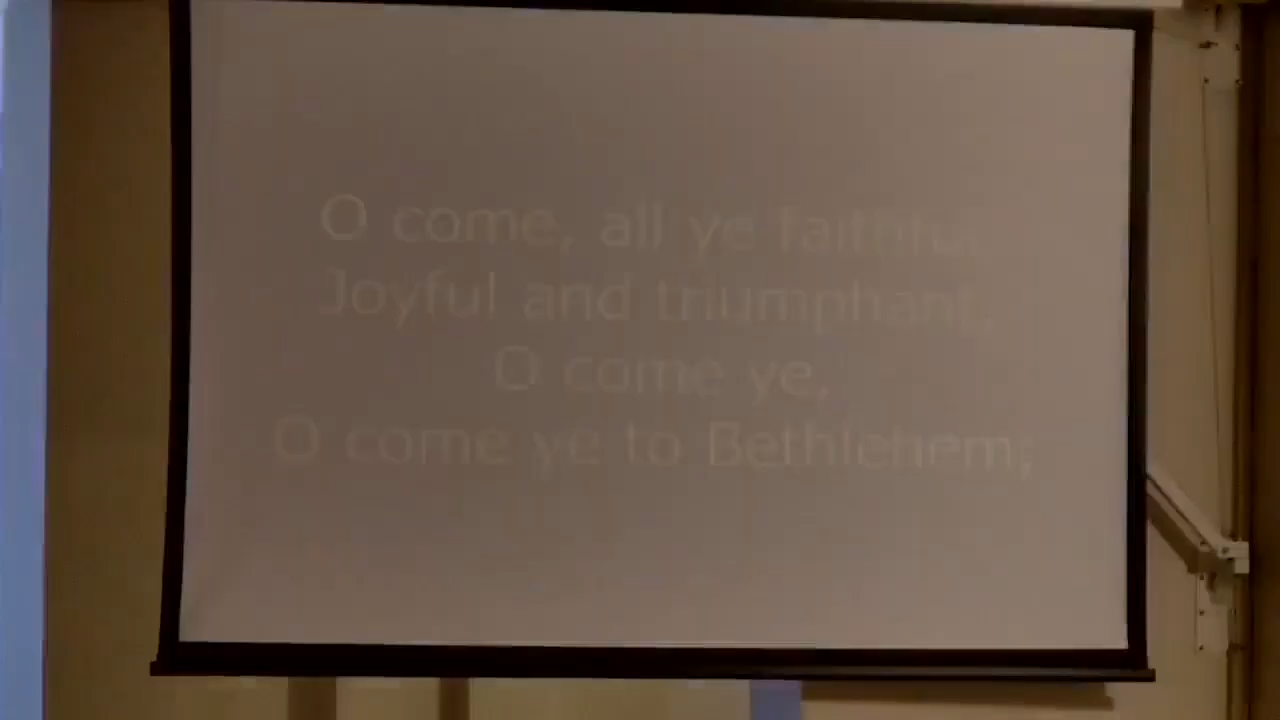 O come, all ye faithful,
Joyful and triumphant,
O come ye,
O come ye to Bethlehem;